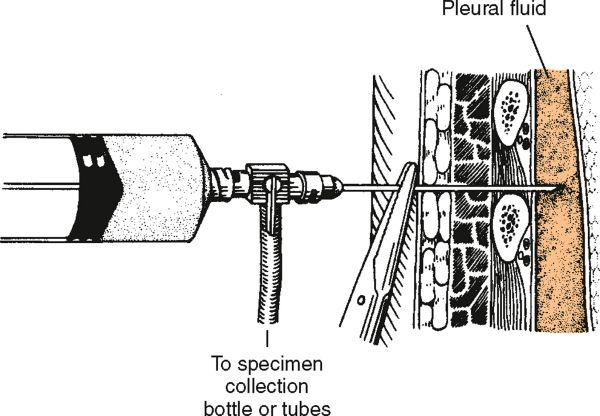 Pleural fluid
To specimen
collection
bottle or tubes